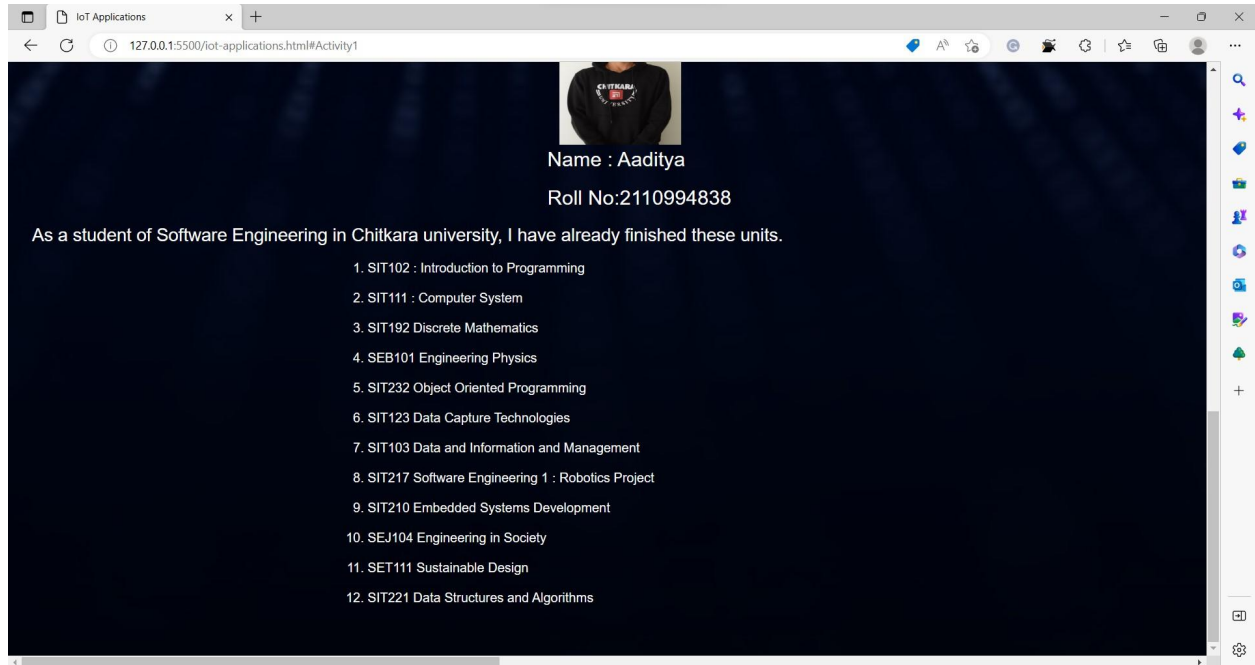 IoT Applications
127.0.0.1:5500/iot-applications.html#Activity1
CHITKARA
Name : Aaditya
Roll No:2110994838
As a student of Software Engineering in Chitkara university, I have already finished these units.
1. SIT102 : Introduction to Programming
2. SIT111 : Computer System
3. SIT192 Discrete Mathematics
4. SEB101 Engineering Physics
5. SIT232 Object Oriented Programming
6. SIT123 Data Capture Technologies
7. SIT103 Data and Information and Management
8. SIT217 Software Engineering 1 : Robotics Project
9. SIT210 Embedded Systems Development
10. SEJ104 Engineering in Society
11. SET111 Sustainable Design
12. SIT221 Data Structures and Algorithms